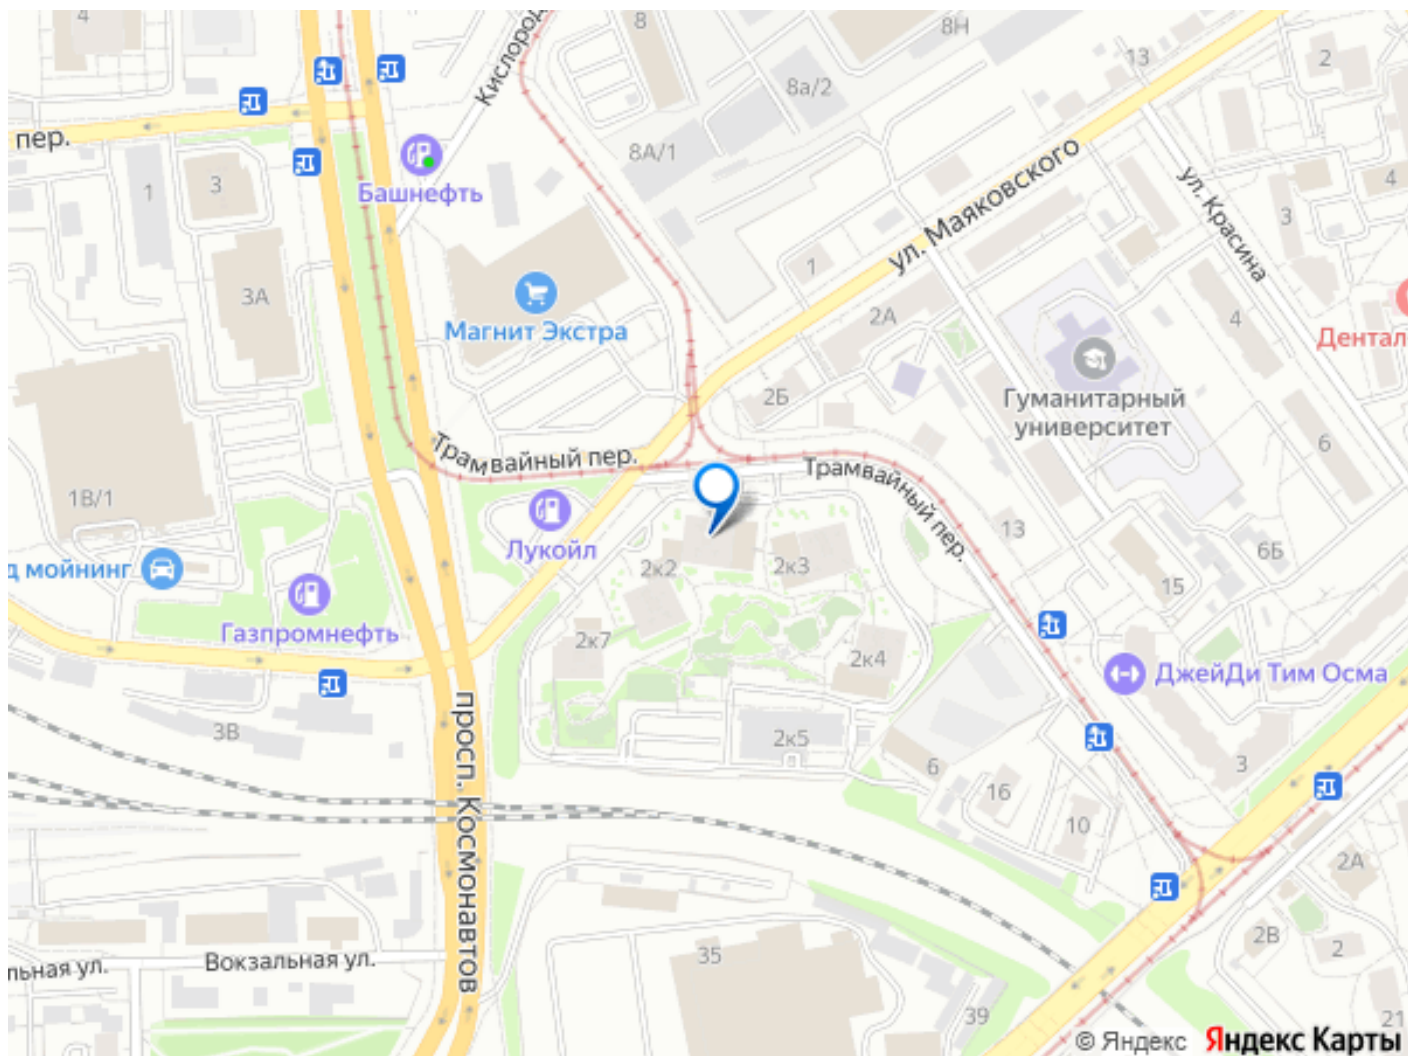 4
8
8Н
13
2
Кислород
8а/2
пер.
1
3
Башнефть
8А/1
ул. Маяковского
ул. Красина
3
4
3А
Магнит Экстра
1
2А
4
Дентал
2Б
Гуманитарный
университет
6
Трамвайный пер.
Трамвайный пер.
1В/1
Лукойл
13
6Б
д мойнинг
2к2
2к3
15
Газпромнефть
2к7
2к4
ДжейДи Тим Осма
3В
просп. Космонавтов
2к5
6
3
16
10
2А
Вокзальная ул.
льная ул.
35
2В
2
39
21
© Яндекс Яндекс Карты